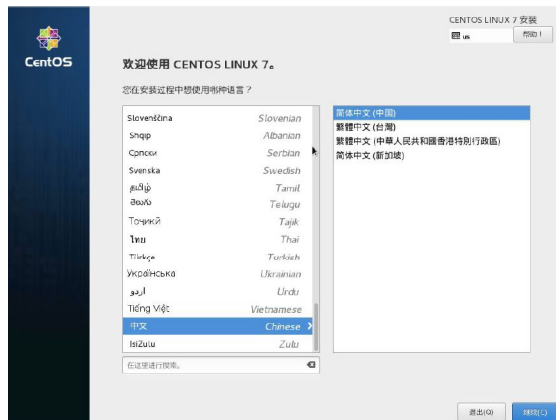 CENTOS LINUX 7 安装
us
帮助!
CentOS
欢迎使用 CENTOS LINUX 7。
您在安装过程中想使用哪种语言?
Slovenščina Slovenian
Shqip Albanian
Српски Serbian
Svenska Swedish
தமிழ் Tamil
తెలుగు Telugu
Тоҷикӣ Tajik
ไทย Thai
Türkçe Turkish
Українська Ukrainian
اردو Urdu
Tiếng Việt Vietnamese
中文 Chinese
IsiZulu Zulu
简体中文 (中国)
繁體中文 (台灣)
繁體中文 (中華人民共和國香港特別行政區)
简体中文 (新加坡)
在这里进行搜索。
退出(Q)
继续(C)